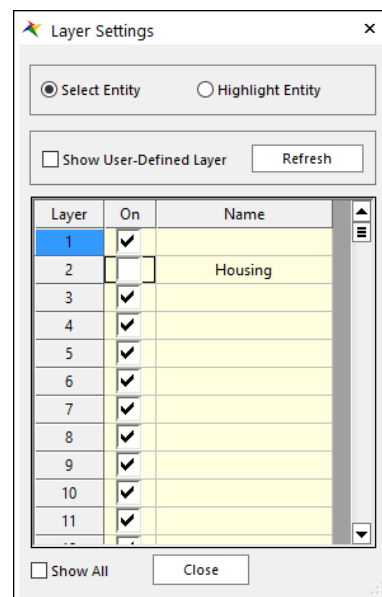 Layer Settings
Select Entity Highlight Entity
Show User-Defined Layer Refresh
Layer On Name
1
2 Housing
3
4
5
6
7
8
9
10
11
Show All Close